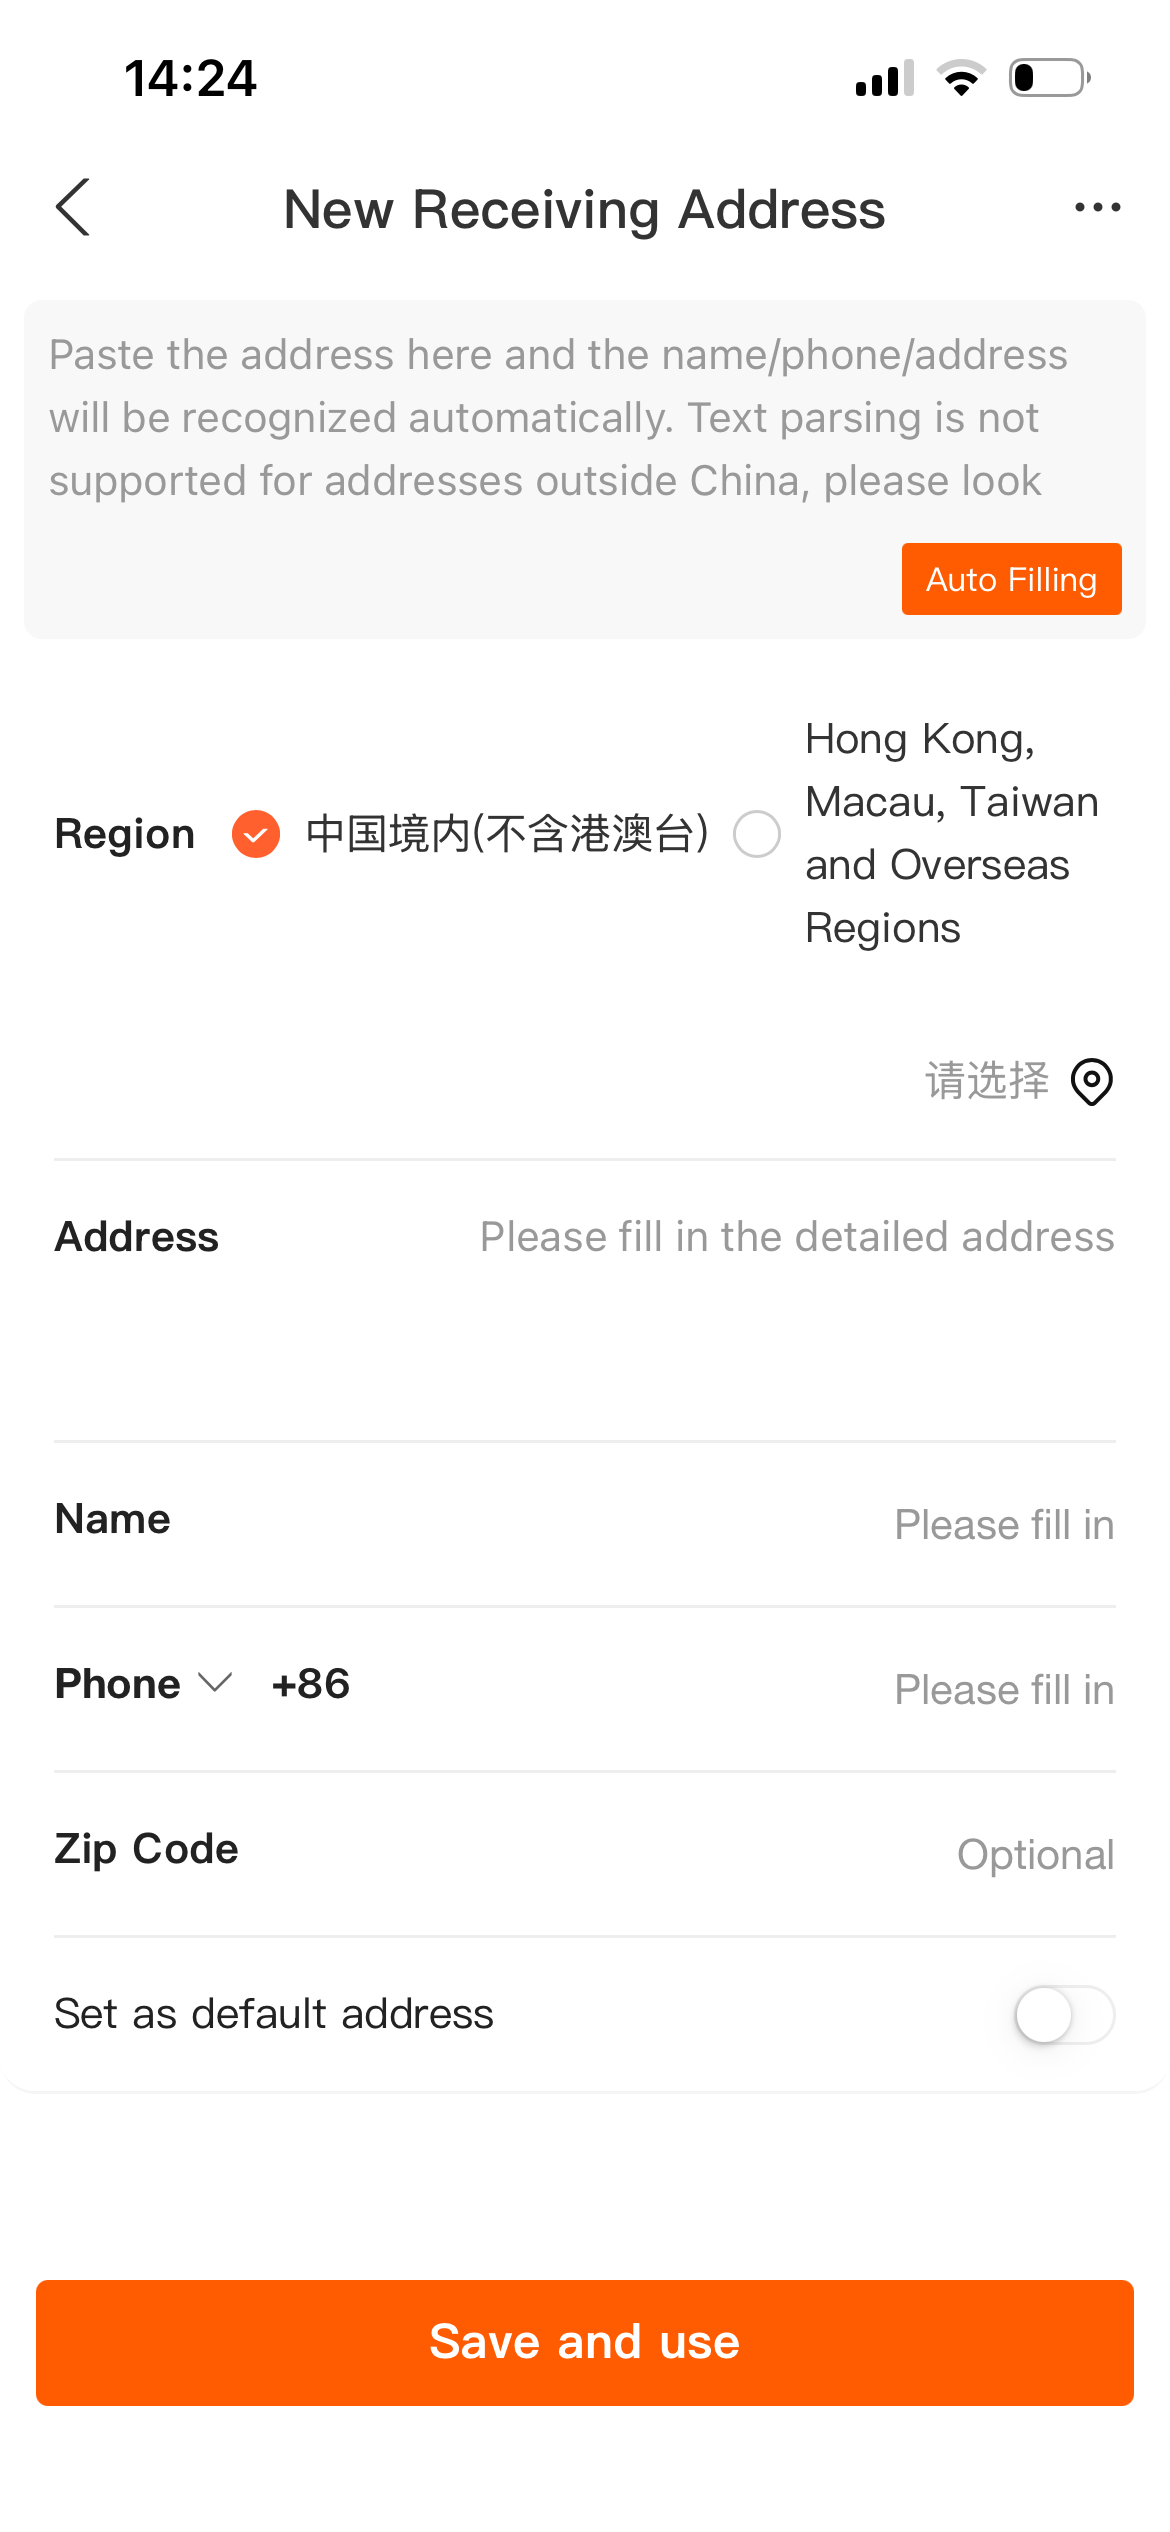 14:24
New Receiving Address
Paste the address here and the name/phone/address
will be recognized automatically. Text parsing is not
supported for addresses outside China, please look
Auto Filling
Region 中国境内(不含港澳台)
Hong Kong,
Macau, Taiwan
and Overseas
Regions
请选择
Address Please fill in the detailed address
Name Please fill in
Phone +86 Please fill in
Zip Code Optional
Set as default address
Save and use